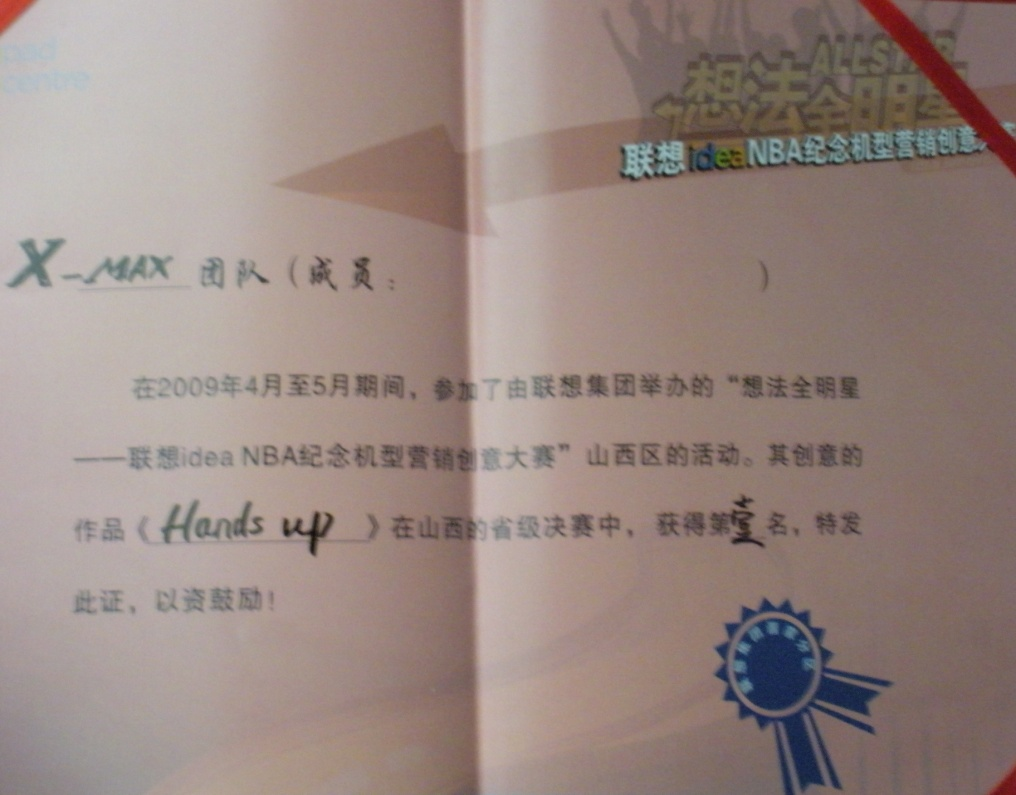 pad
centre
ALLSTAR
想法全明星
联想ideaNBA纪念机型营销创意大赛
X-MAX 团队（成员： ）
在2009年4月至5月期间，参加了由联想集团举办的“想法全明星
——联想idea NBA纪念机型营销创意大赛”山西区的活动。其创意的
作品《Hands up》在山西的省级决赛中，获得第壹名，特发
此证，以资鼓励！